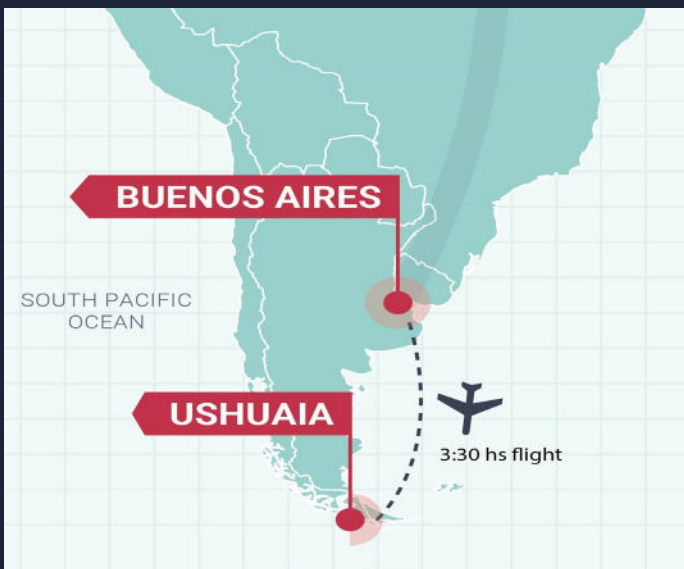 BUENOS AIRES
SOUTH PACIFIC
OCEAN
USHUAIA
3:30 hs flight